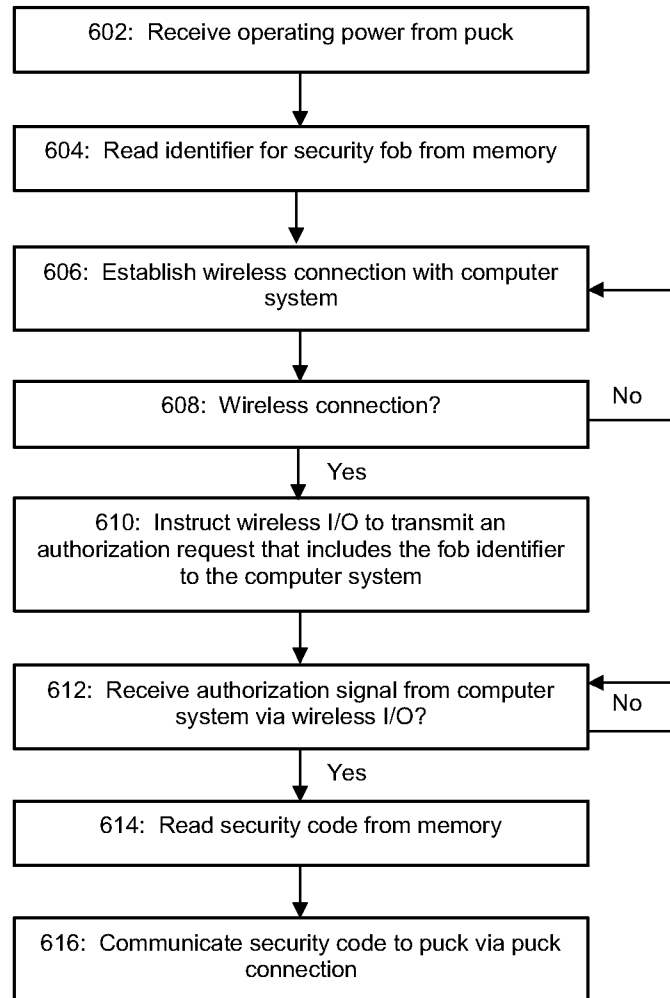 602: Receive operating power from puck
604: Read identifier for security fob from memory
606: Establish wireless connection with computer
system
608: Wireless connection?
No
Yes
610: Instruct wireless I/O to transmit an
authorization request that includes the fob identifier
to the computer system
612: Receive authorization signal from computer
system via wireless I/O?
No
Yes
614: Read security code from memory
616: Communicate security code to puck via puck
connection